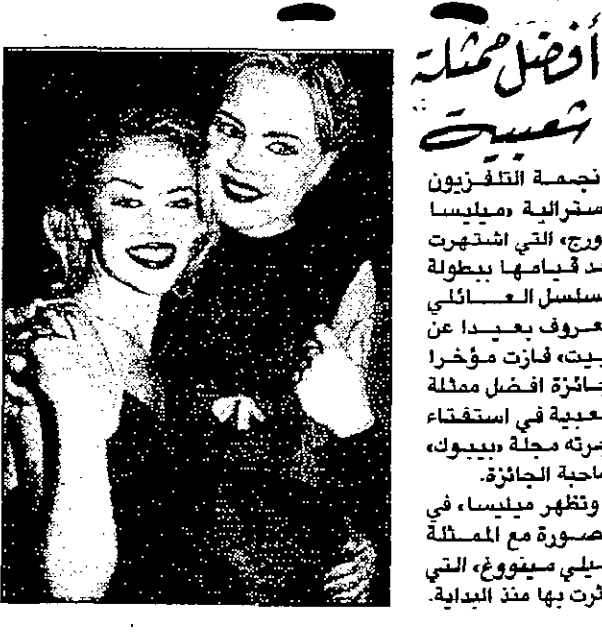 أفضل ممثلة
شعبية
نجمة التلفزيون
سترالية «ميليسا
ورج» التي اشتهرت
د قيامها ببطولة
سلسل العائلي
عروف بعيدا عن
بيت» فازت مؤخرا
جائزة افضل ممثلة
عبية في استفتاء
جرته مجلة «بيبوك»
احبة الجائزة.
وتظهر ميليسا، في
صورة مع الممثلة
يلي مينووغ، التي
ثرت بها منذ البداية.